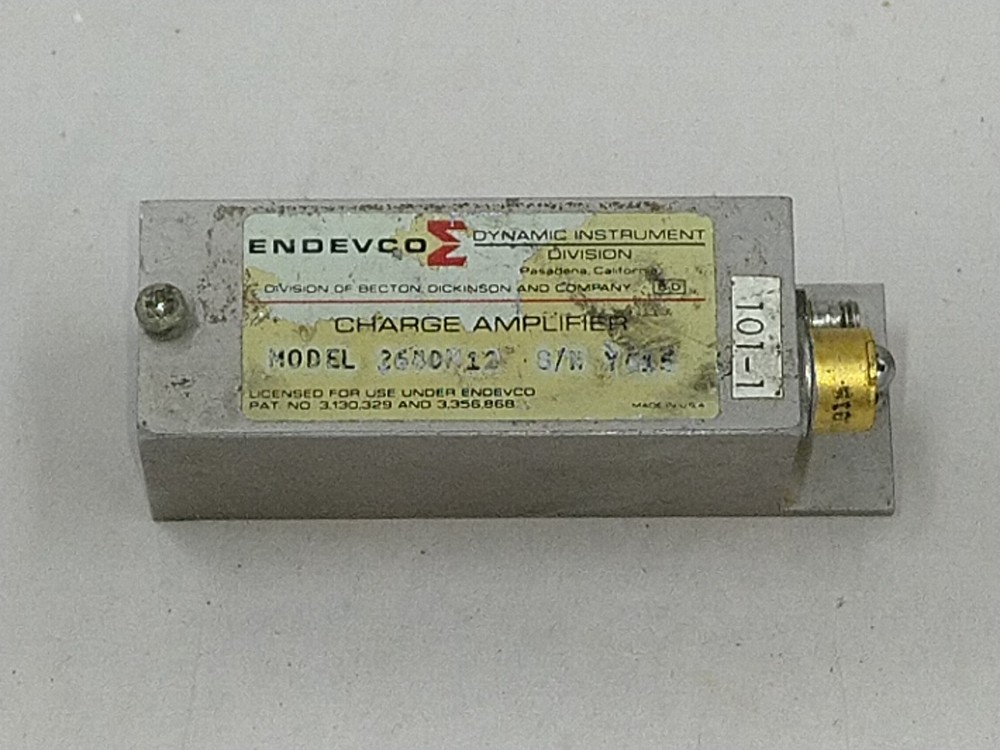 ENDEVCO
DYNAMIC INSTRUMENT
DIVISION
Pasadena, California
DIVISION OF BECTON, DICKINSON AND COMPANY B-D
CHARGE AMPLIFIER
MODEL S/N
LICENSED FOR USE UNDER ENDEVCO
PAT. NO. 3,130,329 AND 3,356,868
MADE IN U.S.A.
1-101